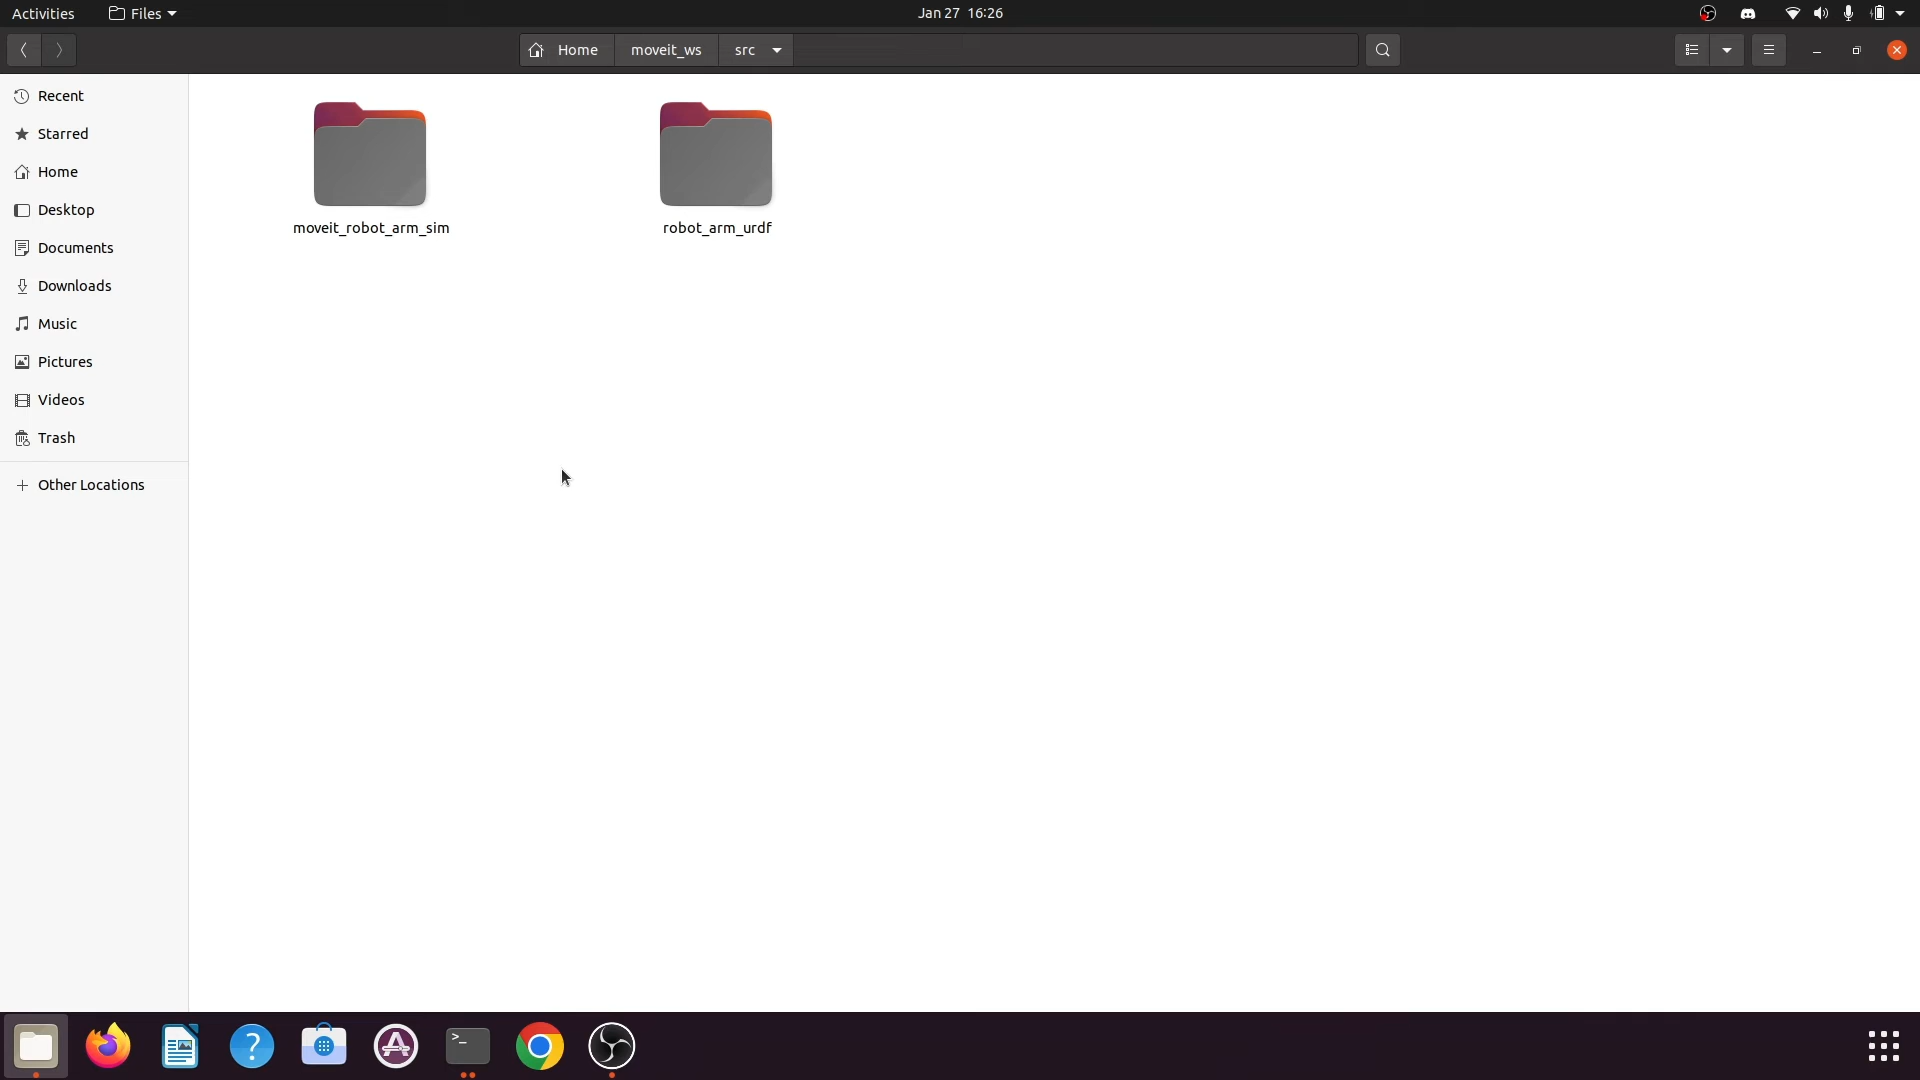 Activities
Files
Jan 27 16:26
Home
moveit_ws
src
Recent
Starred
Home
Desktop
Documents
Downloads
Music
Pictures
Videos
Trash
Other Locations
moveit_robot_arm_sim
robot_arm_urdf